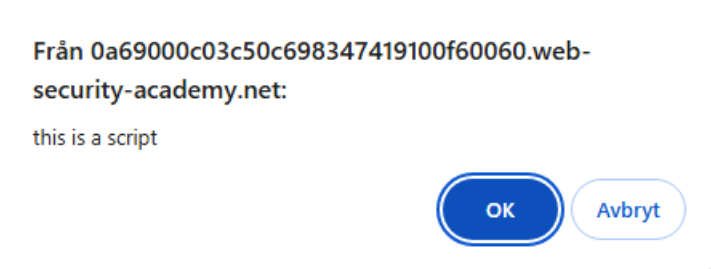 Från 0a69000c03c50c698347419100f60060.web-
security-academy.net:
this is a script
OK Avbryt